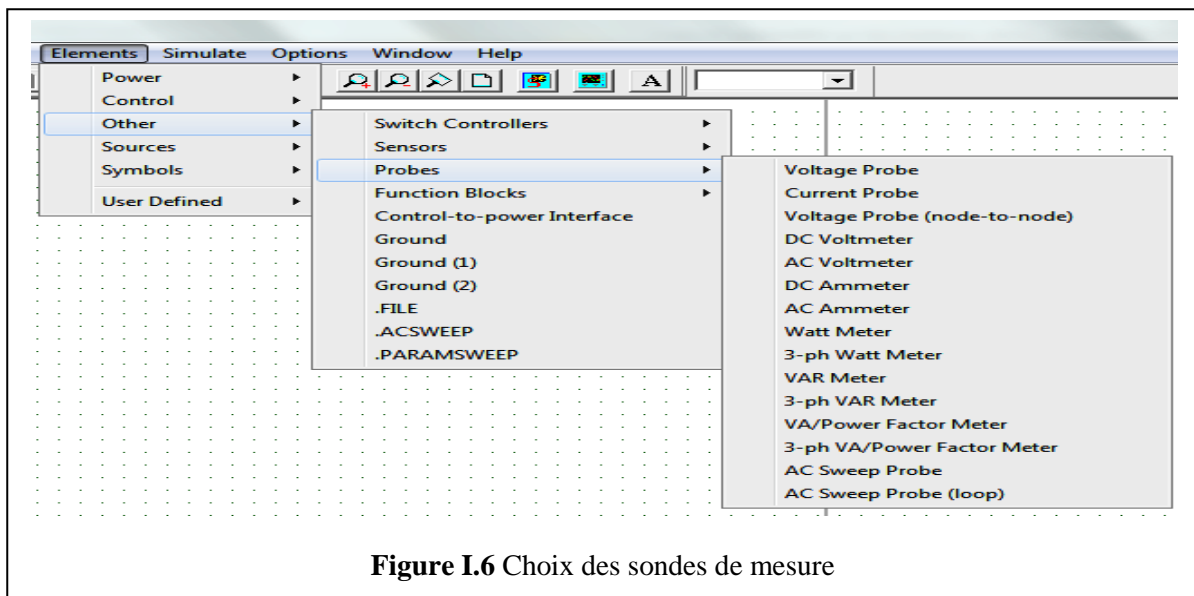 Elements Simulate Options Window Help
A
Power
Control
Other
Sources
Symbols
User Defined
Switch Controllers
Sensors
Probes
Function Blocks
Control-to-power Interface
Ground
Ground (1)
Ground (2)
.FILE
.ACSWEEP
.PARAMSWEEP
Voltage Probe
Current Probe
Voltage Probe (node-to-node)
DC Voltmeter
AC Voltmeter
DC Ammeter
AC Ammeter
Watt Meter
3-ph Watt Meter
VAR Meter
3-ph VAR Meter
VA/Power Factor Meter
3-ph VA/Power Factor Meter
AC Sweep Probe
AC Sweep Probe (loop)
Figure I.6 Choix des sondes de mesure